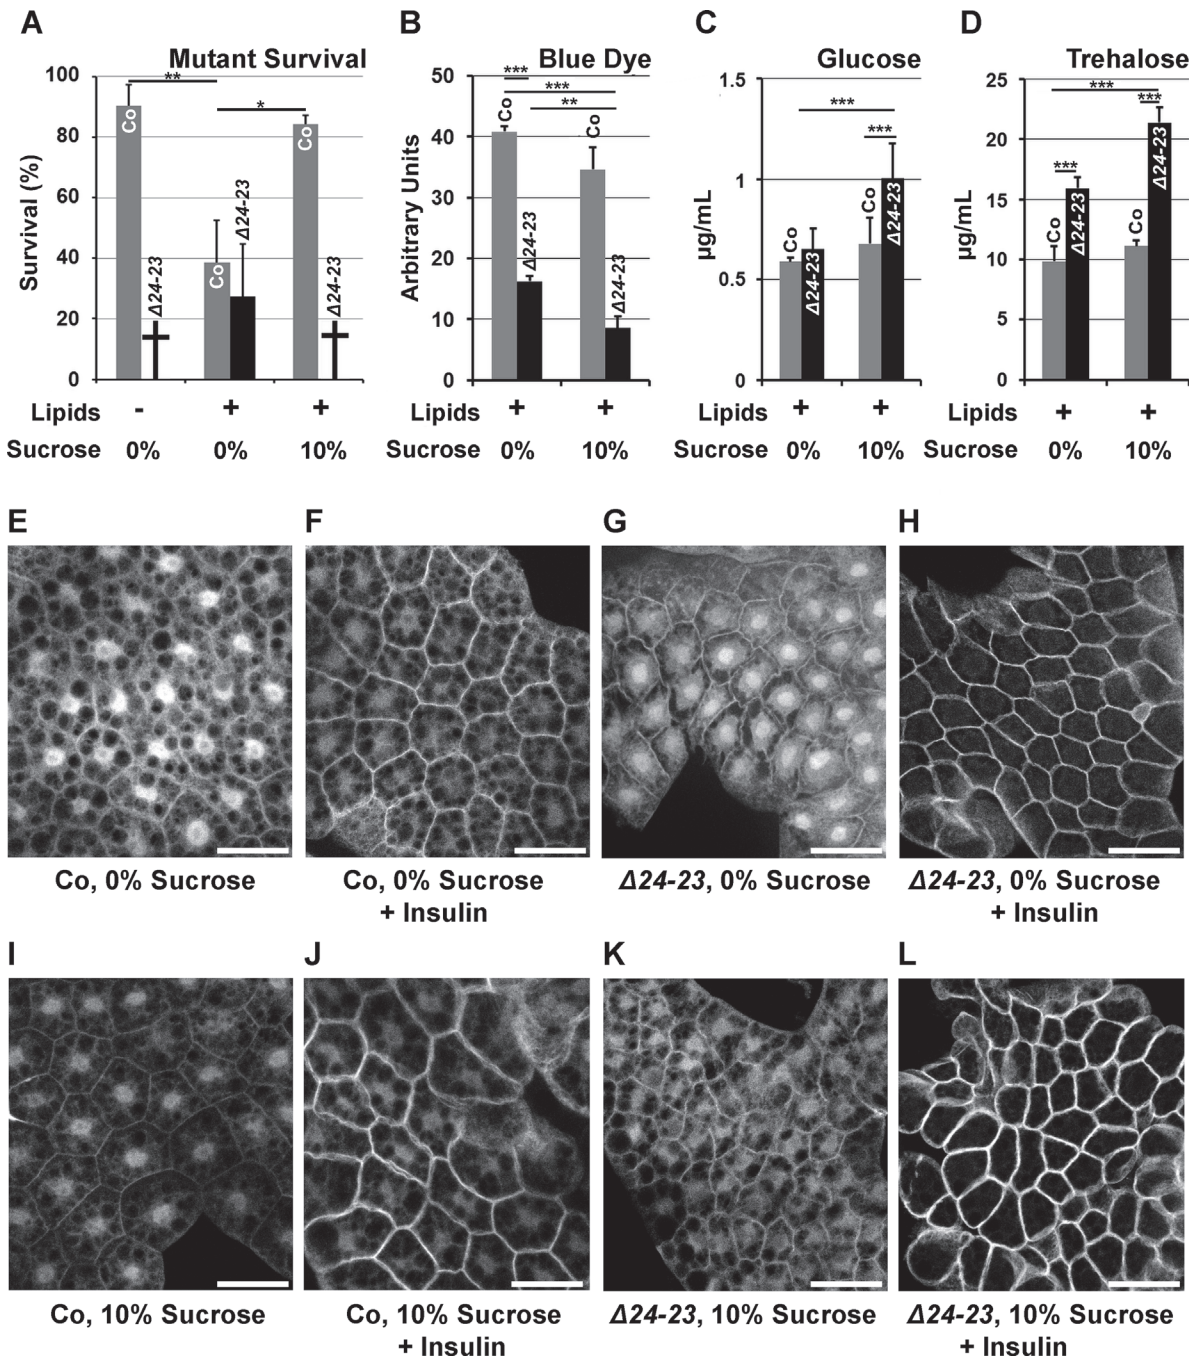 A
Mutant Survival
100
80
60
40
20
0
Survival (%)
**
*
Co
Δ24-23
Co
Δ24-23
Co
Δ24-23
Lipids - + +
Sucrose 0% 0% 10%
B
Blue Dye
50
40
30
20
10
0
Arbitrary Units
***
***
**
Co
Δ24-23
Co
Δ24-23
Lipids + +
Sucrose 0% 10%
C
Glucose
1.5
1
0.5
0
µg/mL
***
***
Co
Δ24-23
Co
Δ24-23
Lipids + +
Sucrose 0% 10%
D
Trehalose
25
20
15
10
5
0
µg/mL
***
***
***
Co
Δ24-23
Co
Δ24-23
Lipids + +
Sucrose 0% 10%
E
Co, 0% Sucrose
F
Co, 0% Sucrose
+ Insulin
G
Δ24-23, 0% Sucrose
H
Δ24-23, 0% Sucrose
+ Insulin
I
Co, 10% Sucrose
J
Co, 10% Sucrose
+ Insulin
K
Δ24-23, 10% Sucrose
L
Δ24-23, 10% Sucrose
+ Insulin